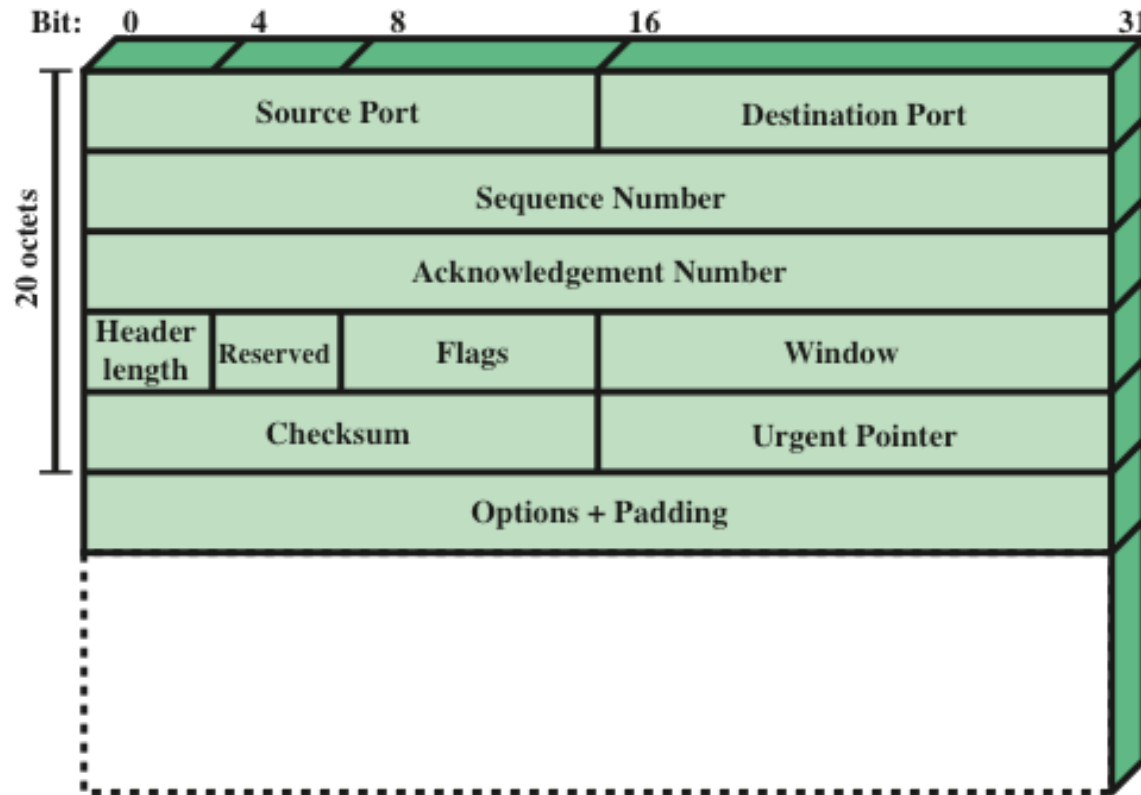 Bit: 0 4 8 16 31
Source Port Destination Port
Sequence Number
Acknowledgement Number
Header
length
Reserved Flags Window
Checksum Urgent Pointer
Options + Padding
20 octets